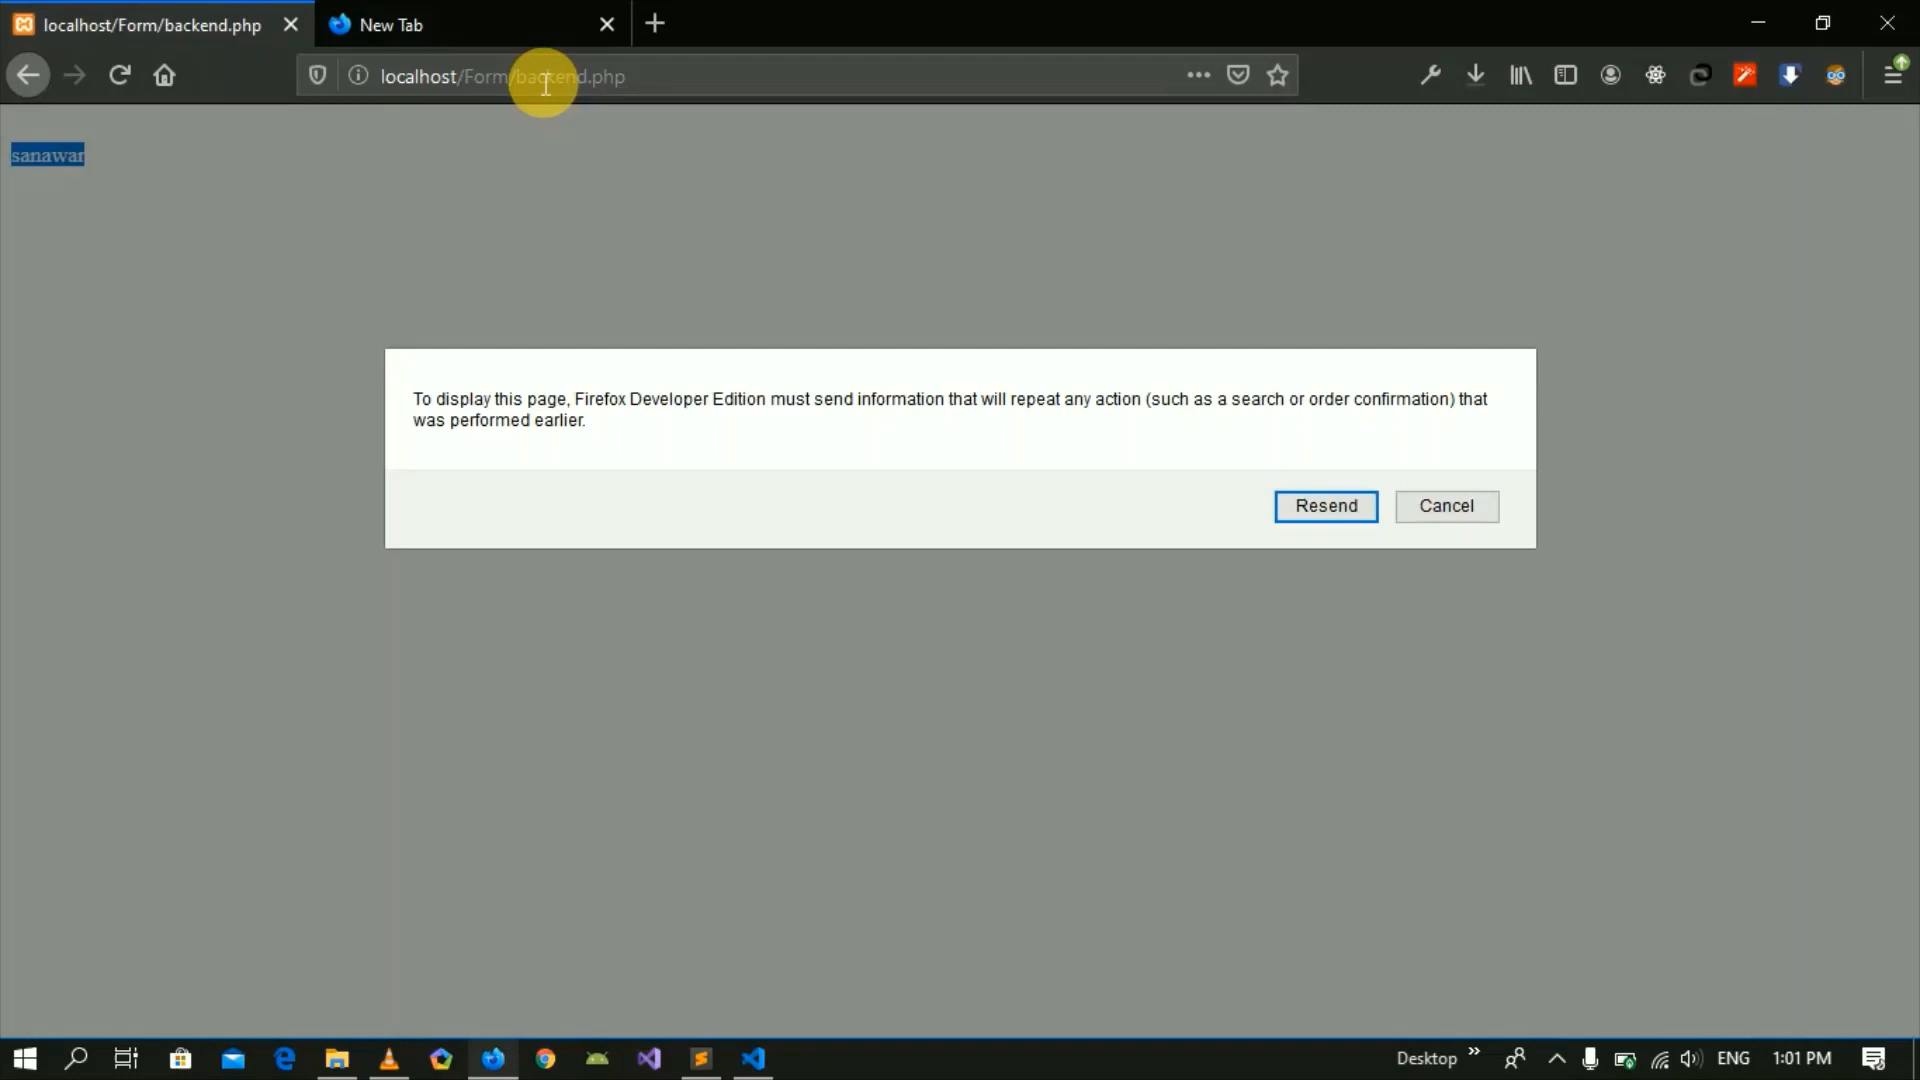 localhost/Form/backend.php
New Tab
localhost/Form/backend.php
sanawar
To display this page, Firefox Developer Edition must send information that will repeat any action (such as a search or order confirmation) that
was performed earlier.
Resend
Cancel
Desktop
ENG
1:01 PM